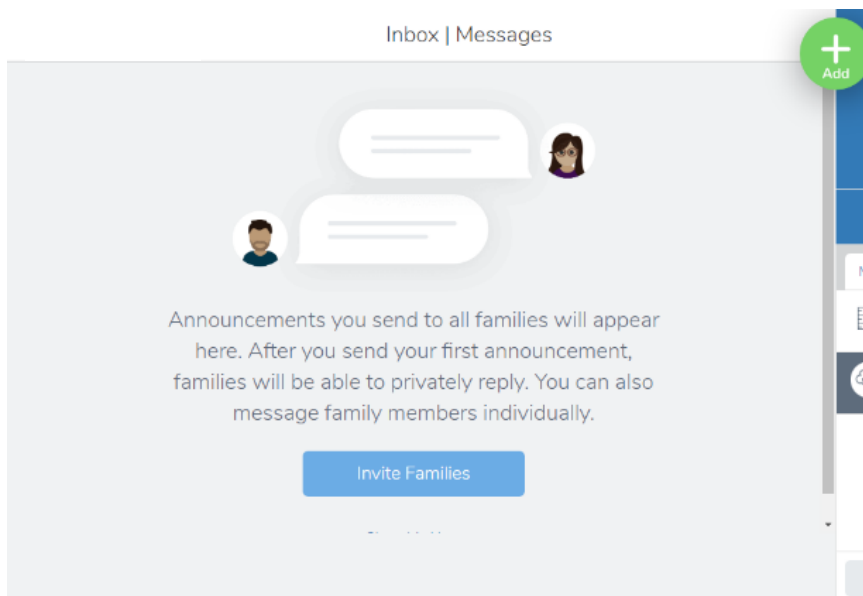 Inbox | Messages
Add
Announcements you send to all families will appear
here. After you send your first announcement,
families will be able to privately reply. You can also
message family members individually.
Invite Families